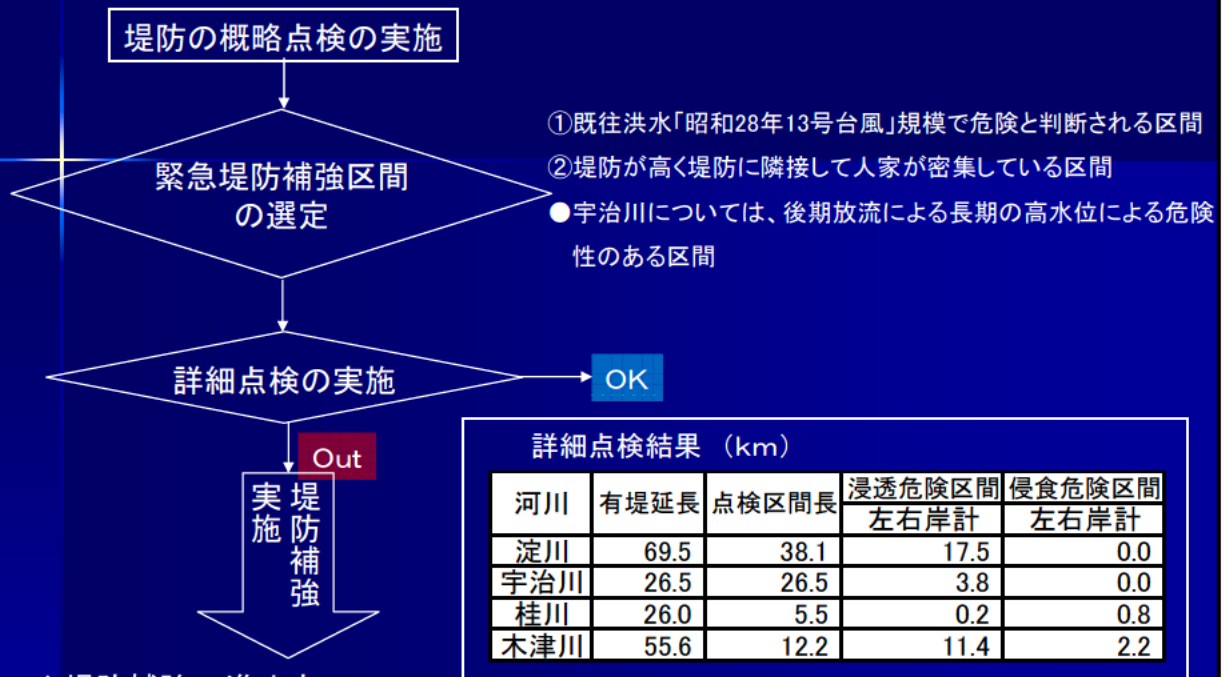 堤防の概略点検の実施
緊急堤防補強区間
の選定
①既往洪水「昭和28年13号台風」規模で危険と判断される区間
②堤防が高く堤防に隣接して人家が密集している区間
●宇治川については、後期放流による長期の高水位による危険
性のある区間
詳細点検の実施
OK
Out
堤防補強
実施
詳細点検結果 （km）
河川 有堤延長 点検区間長 浸透危険区間 侵食危険区間
左右岸計 左右岸計
淀川 69.5 38.1 17.5 0.0
宇治川 26.5 26.5 3.8 0.0
桂川 26.0 5.5 0.2 0.8
木津川 55.6 12.2 11.4 2.2